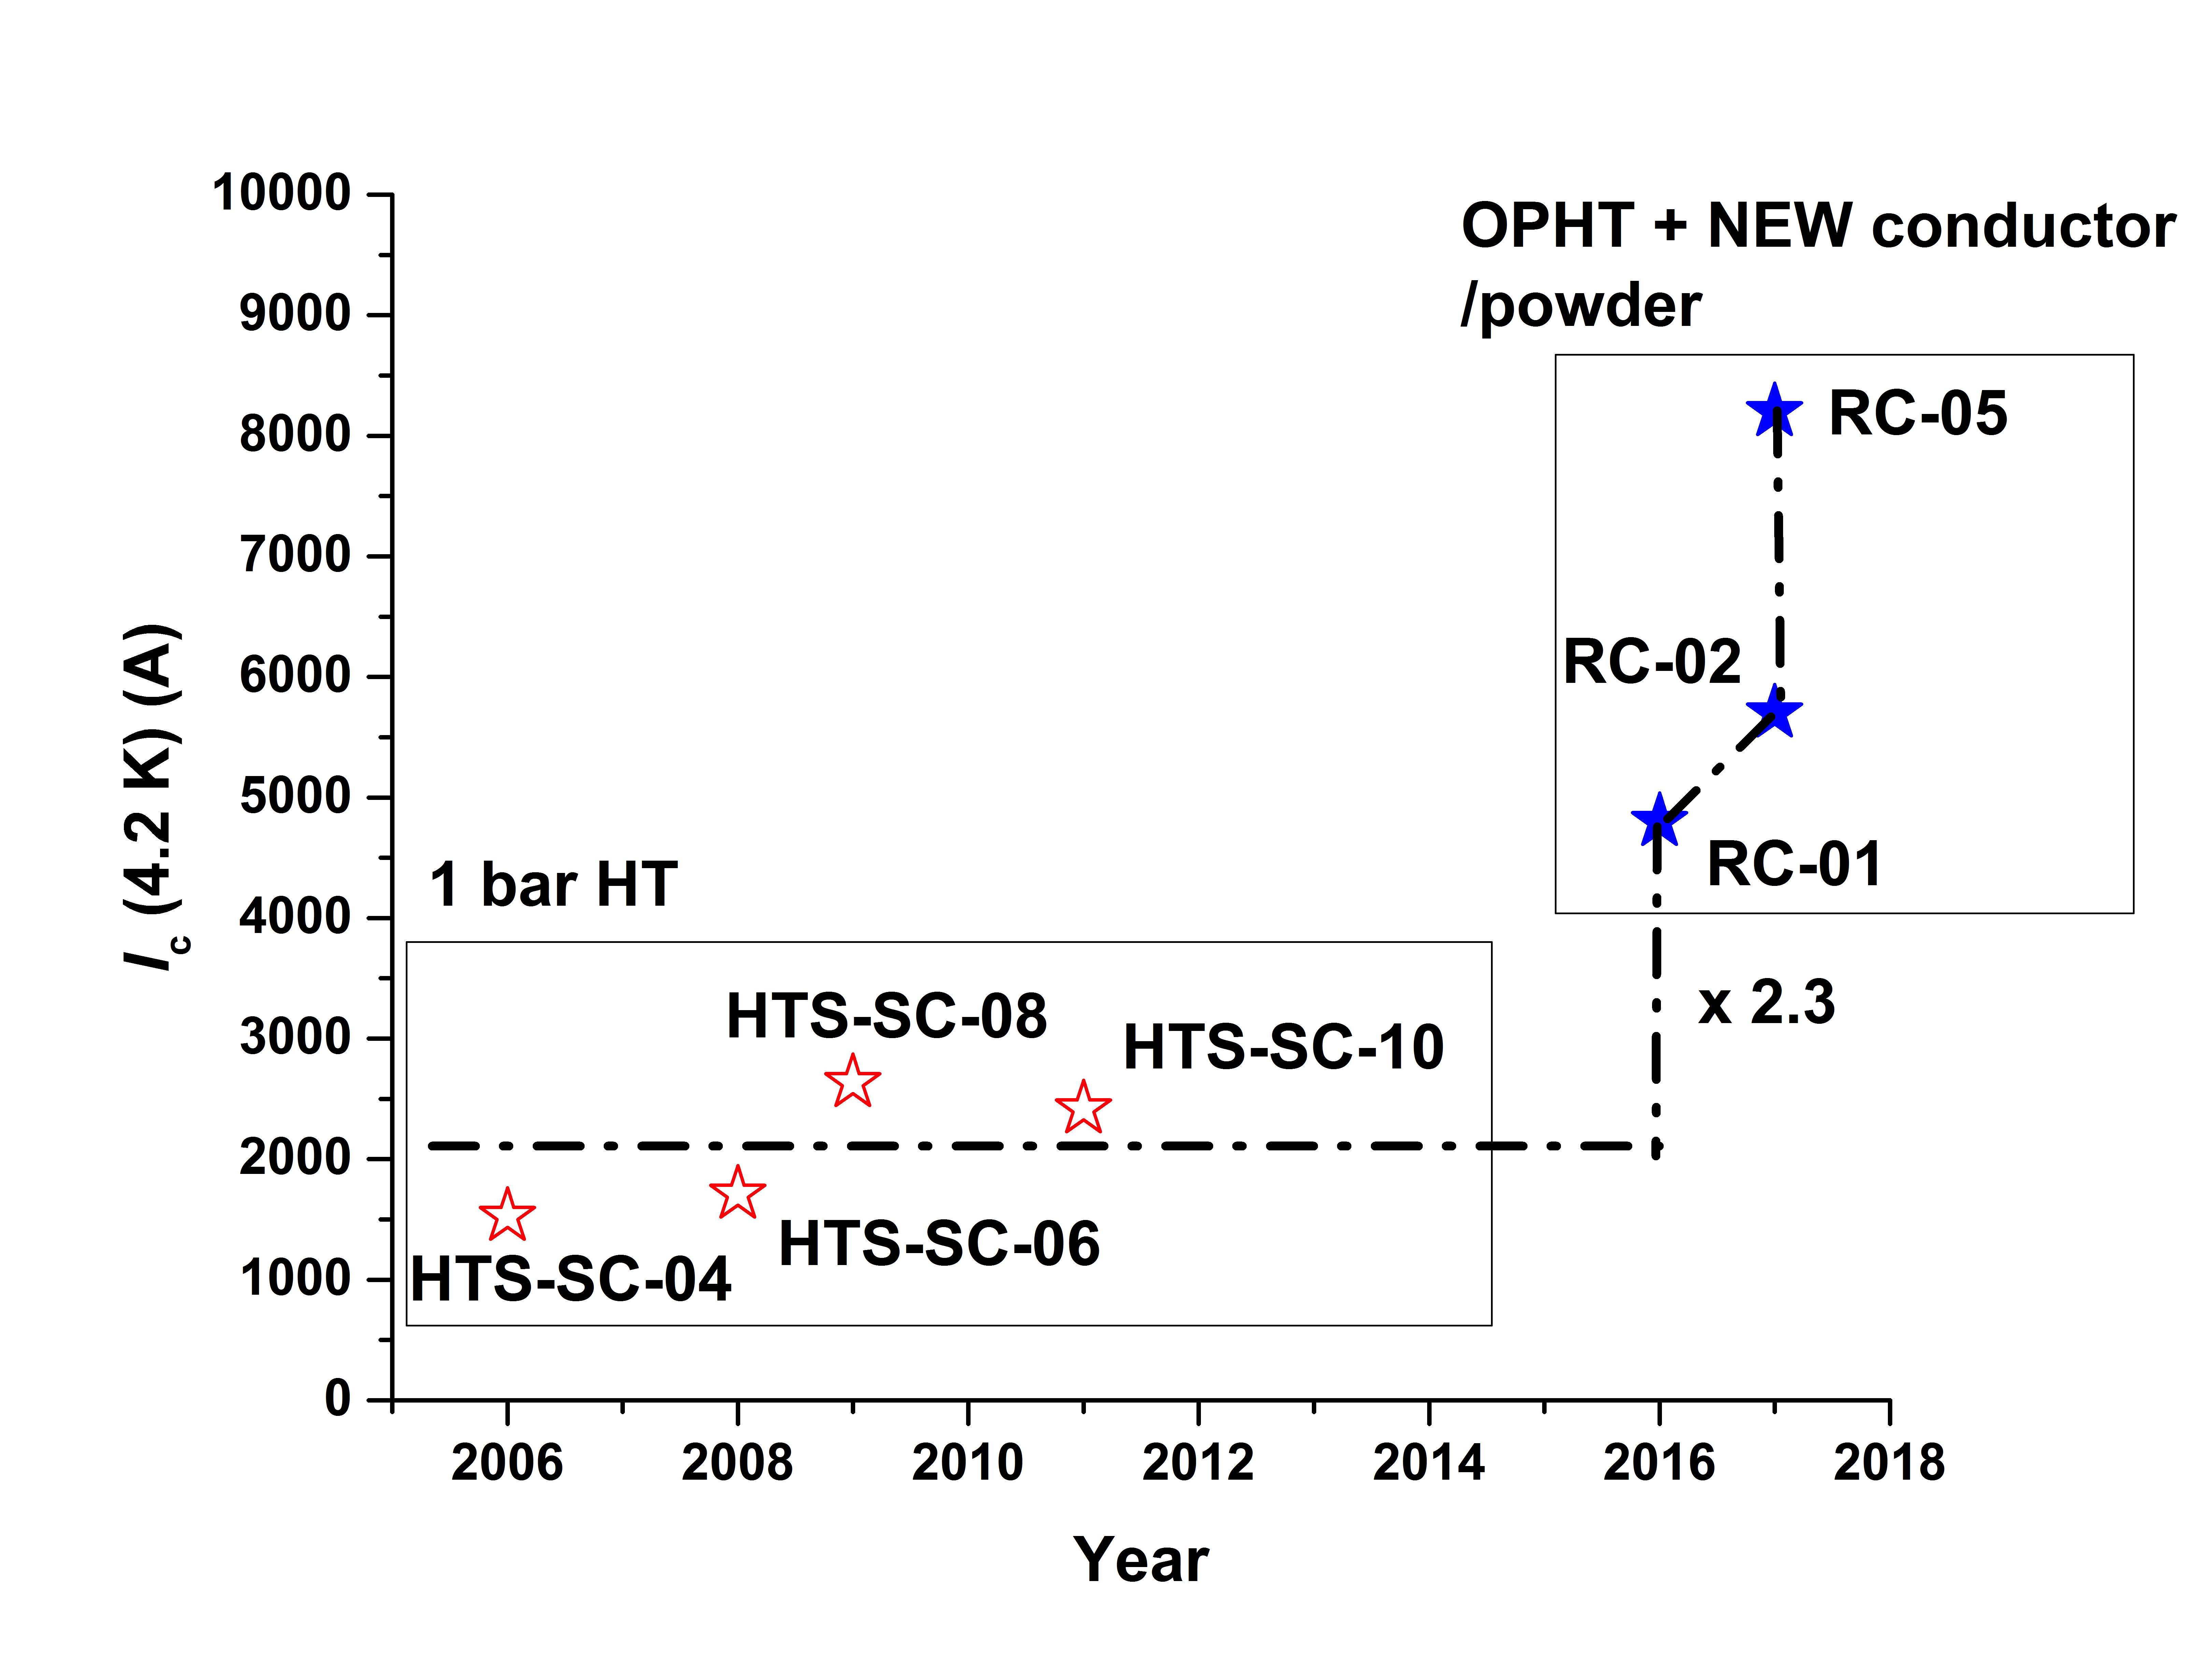 OPHT + NEW conductor
/powder
10000
9000
8000
7000
6000
5000
4000
3000
2000
1000
0
Ic (4.2 K) (A)
RC-05
RC-02
RC-01
1 bar HT
x 2.3
HTS-SC-08
HTS-SC-10
HTS-SC-06
HTS-SC-04
2006 2008 2010 2012 2014 2016 2018
Year